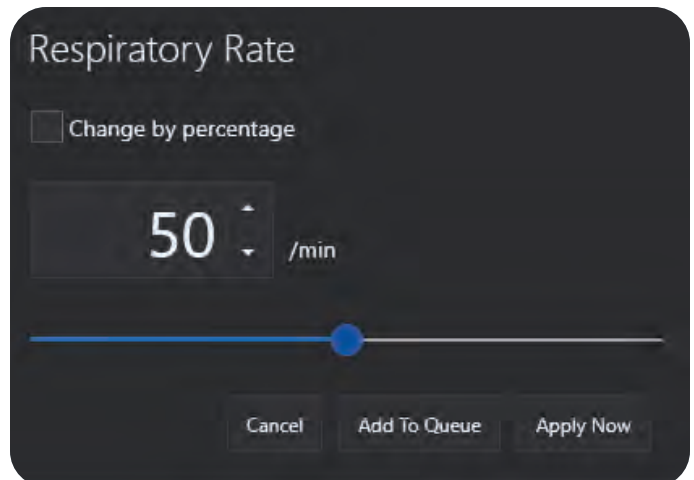 Respiratory Rate
Change by percentage
50 /min
Cancel Add To Queue Apply Now